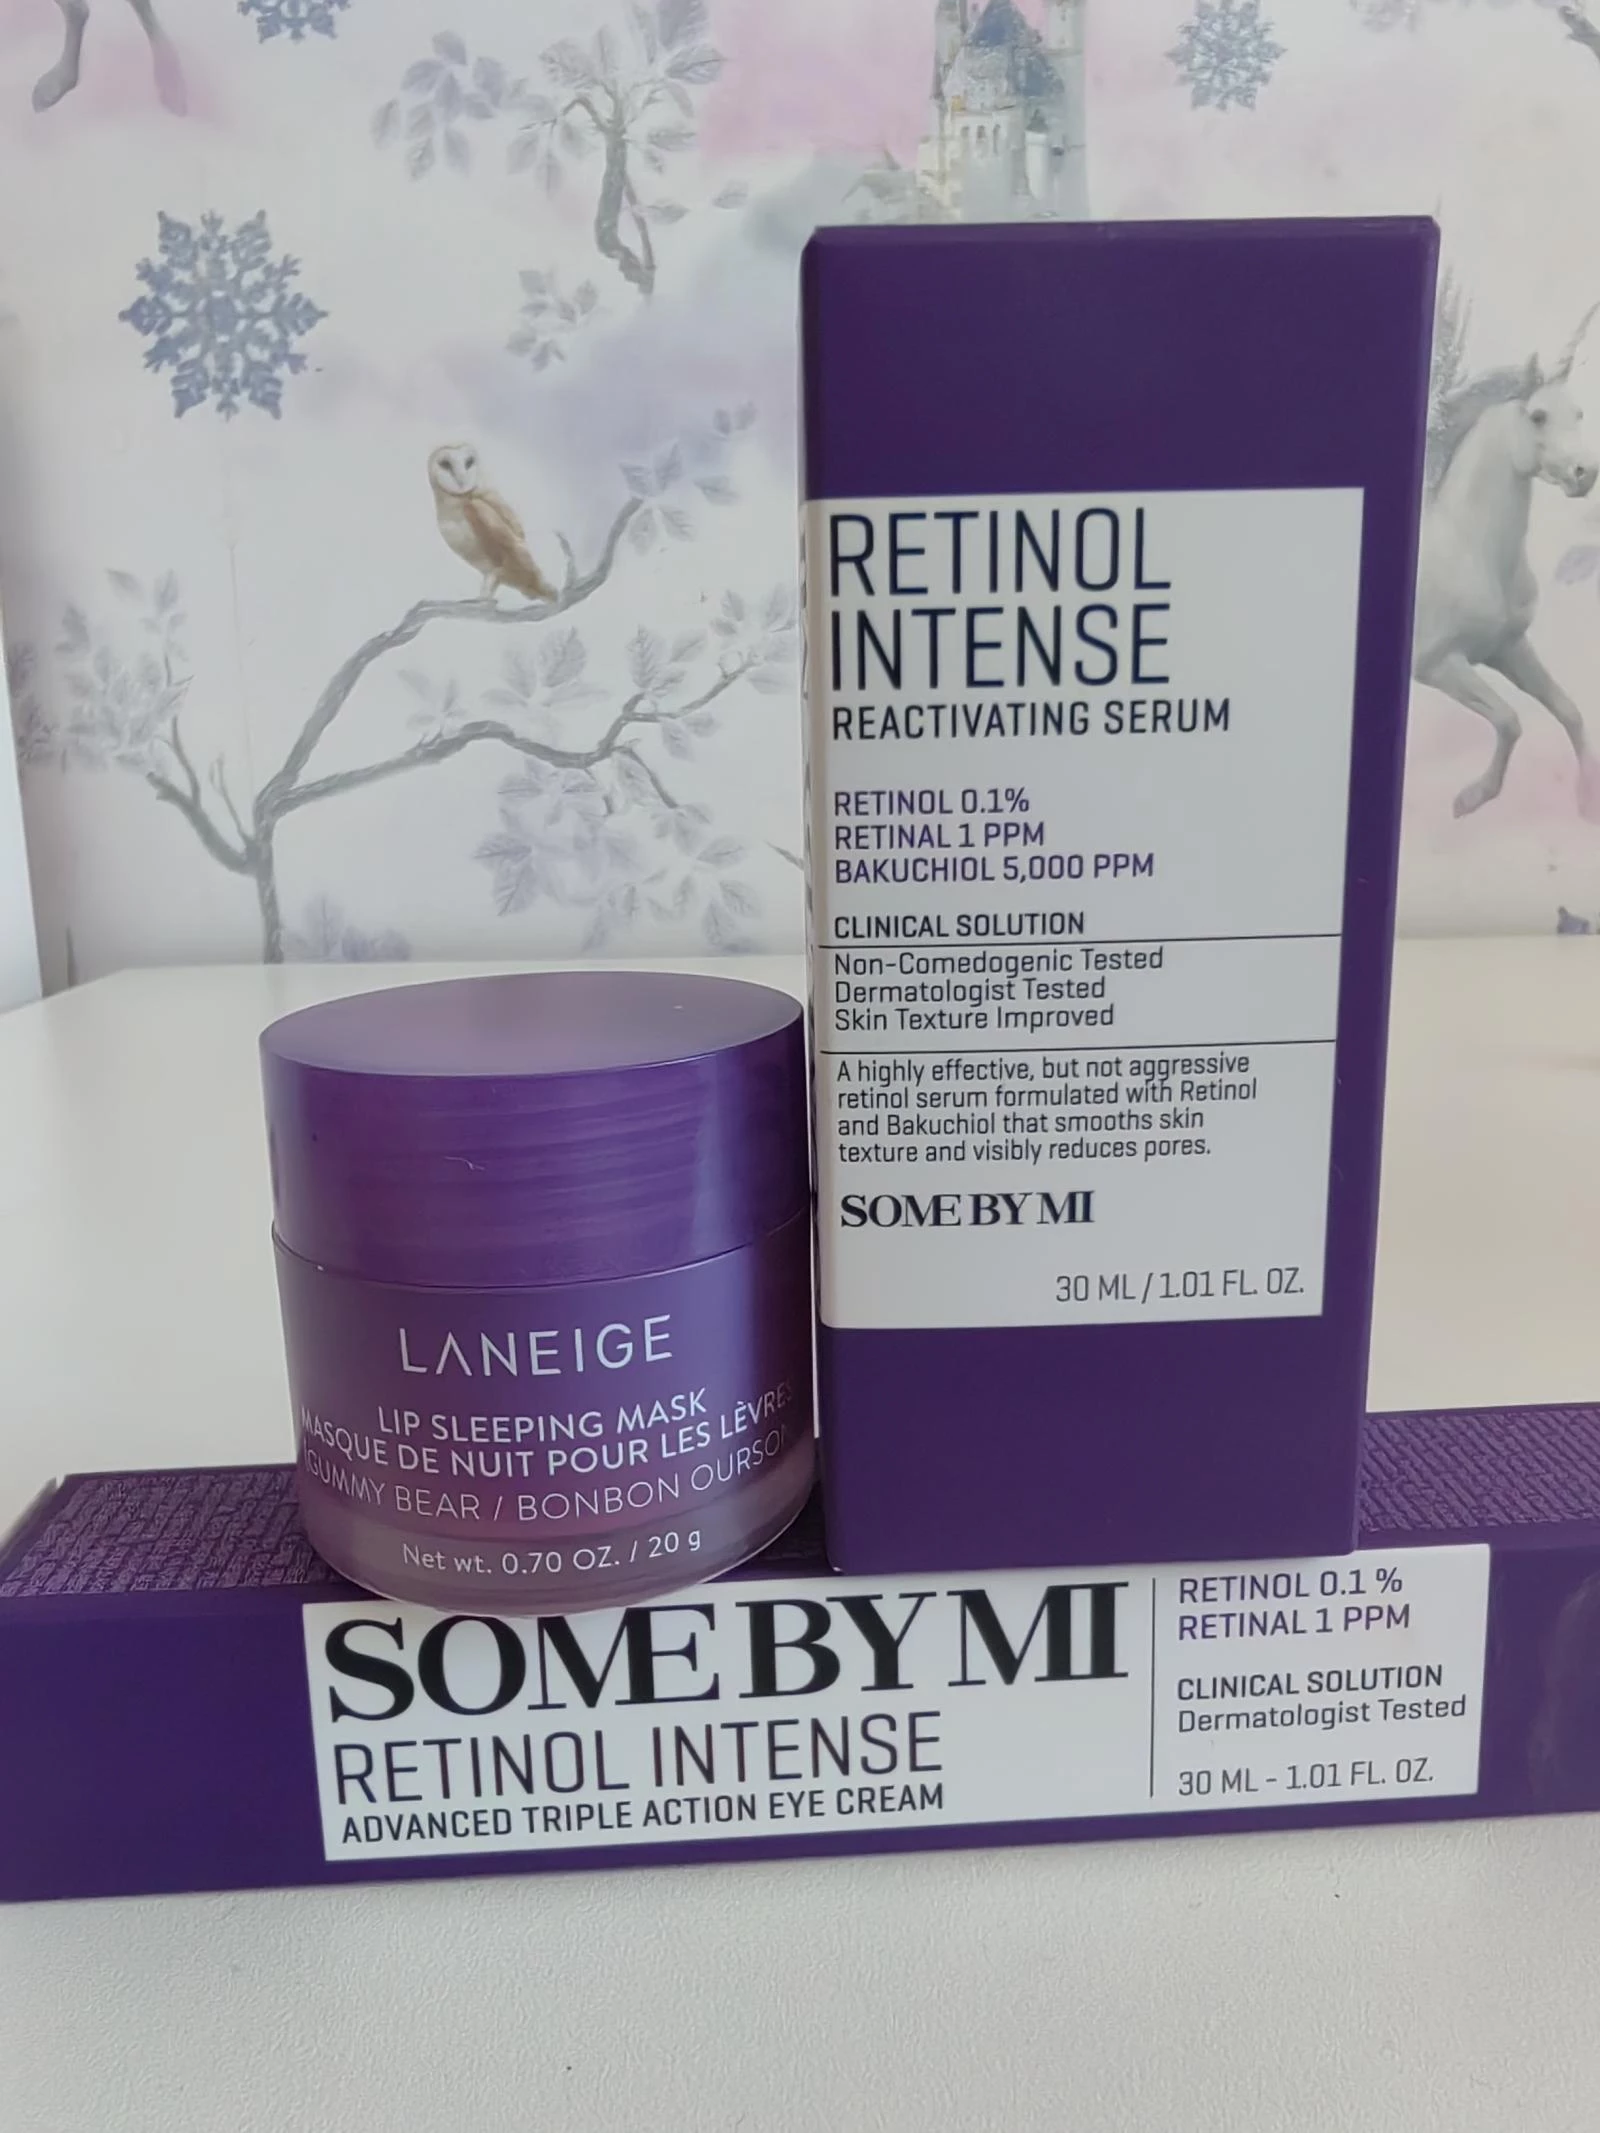 RETINOL
INTENSE
REACTIVATING SERUM
RETINOL 0.1%
RETINAL 1 PPM
BAKUCHIOL 5,000 PPM
CLINICAL SOLUTION
Non-Comedogenic Tested
Dermatologist Tested
Skin Texture Improved
A highly effective, but not aggressive
retinol serum formulated with Retinol
and Bakuchiol that smooths skin
texture and visibly reduces pores.
SOME BY MI
30 ML / 1.01 FL. OZ.
LANEIGE
LIP SLEEPING MASK
MASQUE DE NUIT POUR LES LÈVRES
GUMMY BEAR / BONBON OURSON
Net wt. 0.70 OZ. / 20 g
SOME BY MI
RETINOL INTENSE
ADVANCED TRIPLE ACTION EYE CREAM
RETINOL 0.1 %
RETINAL 1 PPM
CLINICAL SOLUTION
Dermatologist Tested
30 ML - 1.01 FL. OZ.